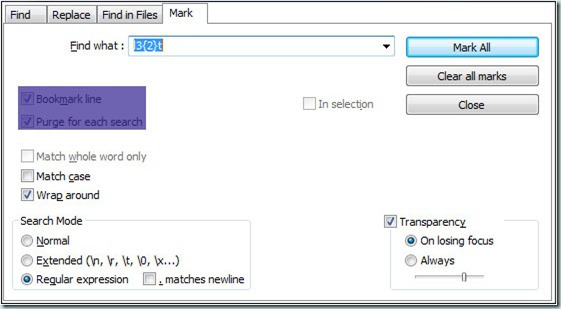 Find Replace Find in Files Mark
Find what : 3{2}t Mark All
Clear all marks
Bookmark line In selection Close
Purge for each search
Match whole word only
Match case
Wrap around
Search Mode Transparency
Normal On losing focus
Extended (\n, \r, \t, \0, \x...) Always
Regular expression . matches newline